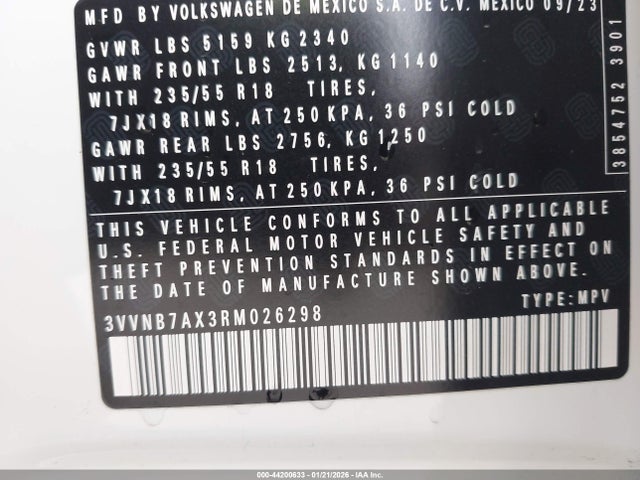 MFD BY VOLKSWAGEN DE MEXICO S.A. DE C.V. MEXICO 09/23
GVWR LBS 5159 KG 2340
GAWR FRONT LBS 2513, KG 1140
WITH 235/55 R18 TIRES,
7JX18 RIMS, AT 250 KPA, 36 PSI COLD
GAWR REAR LBS 2756, KG 1250
WITH 235/55 R18 TIRES,
7JX18 RIMS, AT 250 KPA, 36 PSI COLD
3854752 3901
THIS VEHICLE CONFORMS TO ALL APPLICABLE
U.S. FEDERAL MOTOR VEHICLE SAFETY AND
THEFT PREVENTION STANDARDS IN EFFECT ON
THE DATE OF MANUFACTURE SHOWN ABOVE.
3VVNB7AX3RM026298 TYPE: MPV
000-44200633 - 01/21/2026 - IAA Inc.